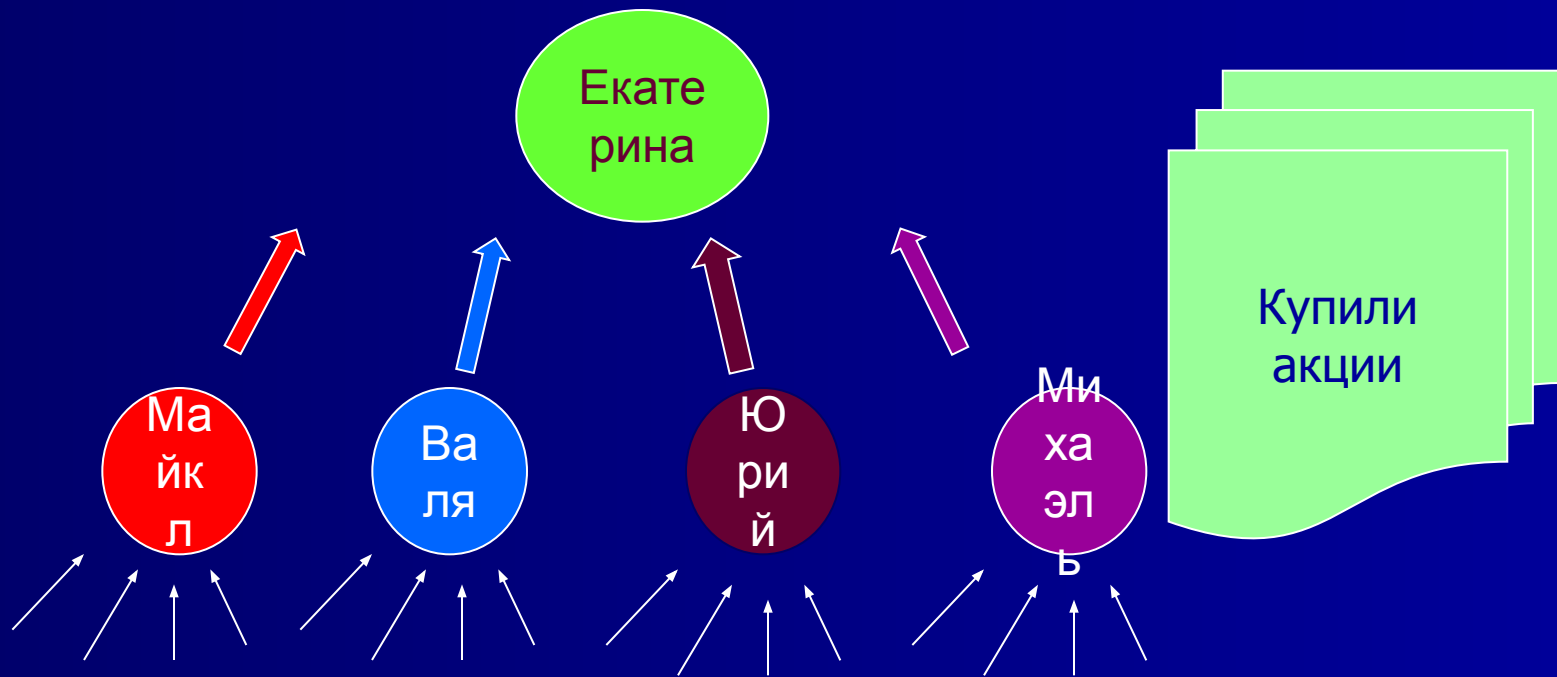 Екате
рина
Ма
йк
л
Ва
ля
Ю
ри
й
Ми
ха
эл
ь
Купили
акции